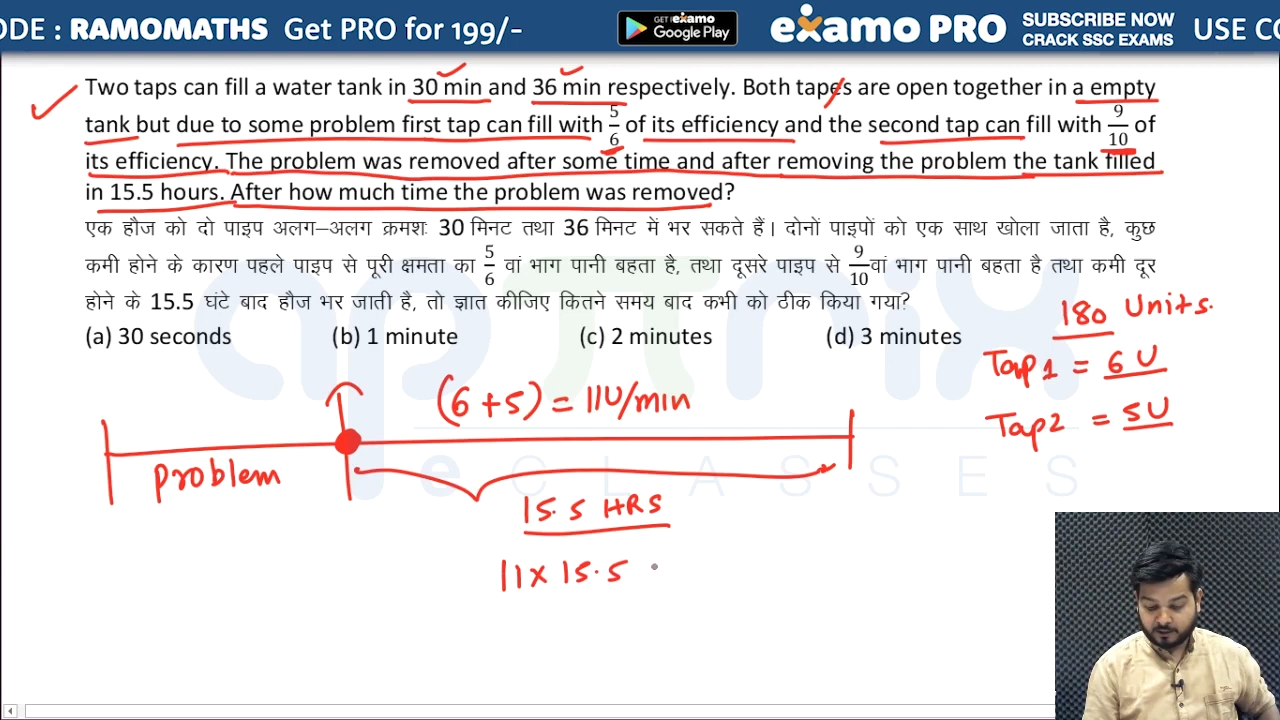 ODE : RAMOMATHS Get PRO for 199/- GET IT ON examo Google Play examo PRO SUBSCRIBE NOW CRACK SSC EXAMS USE CO
Two taps can fill a water tank in 30 min and 36 min respectively. Both tapes are open together in a empty
tank but due to some problem first tap can fill with 5/6 of its efficiency and the second tap can fill with 9/10 of
its efficiency. The problem was removed after some time and after removing the problem the tank filled
in 15.5 hours. After how much time the problem was removed?
एक हौज को दो पाइप अलग–अलग क्रमशः 30 मिनट तथा 36 मिनट में भर सकते हैं। दोनों पाइपों को एक साथ खोला जाता है, कुछ
कमी होने के कारण पहले पाइप से पूरी क्षमता का 5/6 वां भाग पानी बहता है, तथा दूसरे पाइप से 9/10वां भाग पानी बहता है तथा कमी दूर
होने के 15.5 घंटे बाद हौज भर जाती है, तो ज्ञात कीजिए कितने समय बाद कभी को ठीक किया गया?
(a) 30 seconds (b) 1 minute (c) 2 minutes (d) 3 minutes
180 Units.
Tap1 = 6U
Tap2 = 5U
(6+5) = 11U/min
problem
15.5 HRS
11x 15.5
e CLASSES